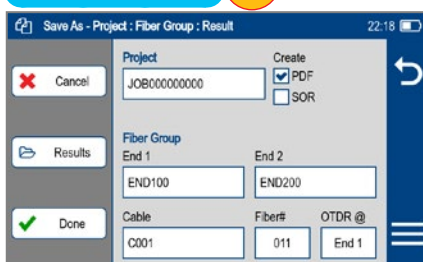 Save As - Project : Fiber Group : Result 22:18
Project Create
Cancel JOB000000000 PDF
SOR
Fiber Group
Results End 1 End 2
END100 END200
Cable Fiber# OTDR @
Done C001 011 End 1